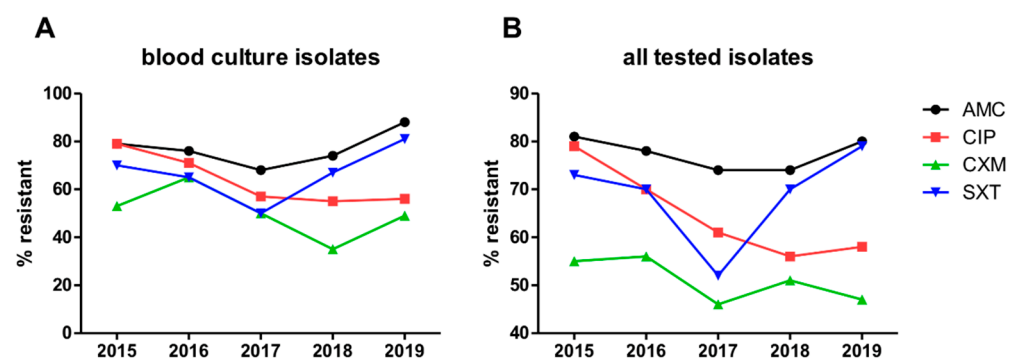 A
blood culture isolates
% resistant
100
80
60
40
20
0
2015 2016 2017 2018 2019
B
all tested isolates
% resistant
90
80
70
60
50
40
2015 2016 2017 2018 2019
AMC
CIP
CXM
SXT